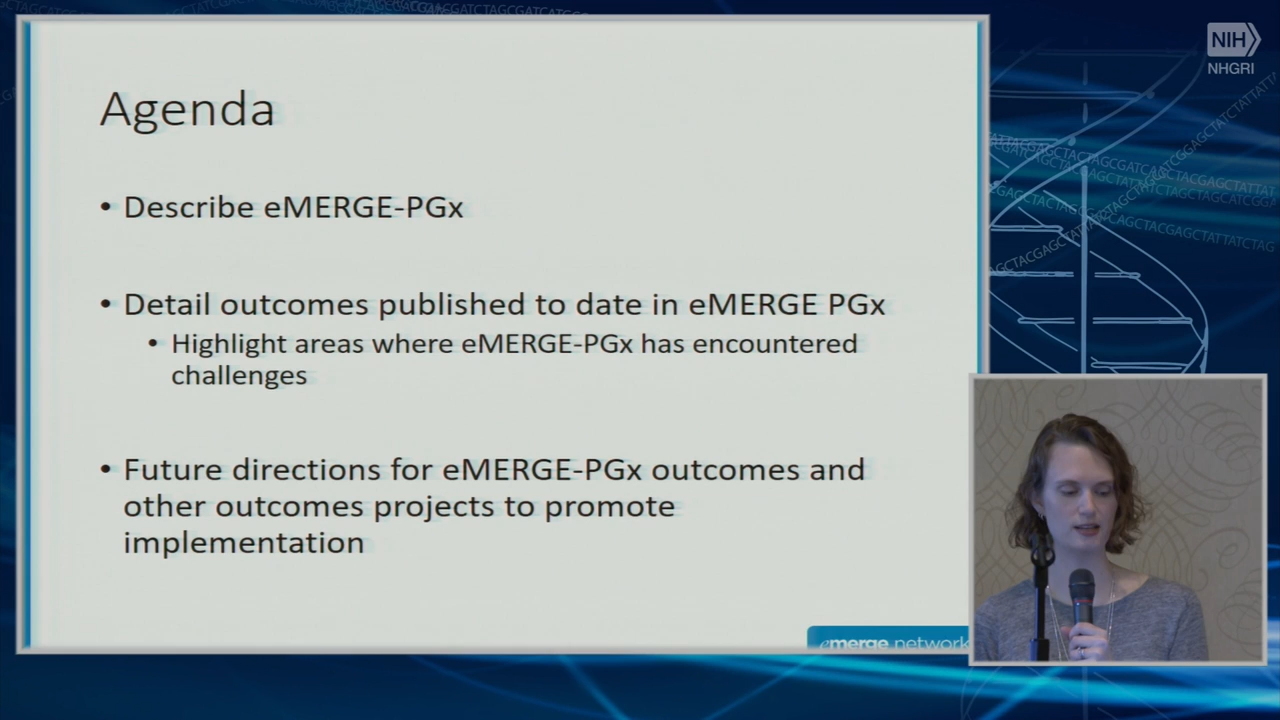 NIH
NHGRI
Agenda
• Describe eMERGE-PGx
• Detail outcomes published to date in eMERGE PGx
• Highlight areas where eMERGE-PGx has encountered
challenges
• Future directions for eMERGE-PGx outcomes and
other outcomes projects to promote
implementation
emerge network